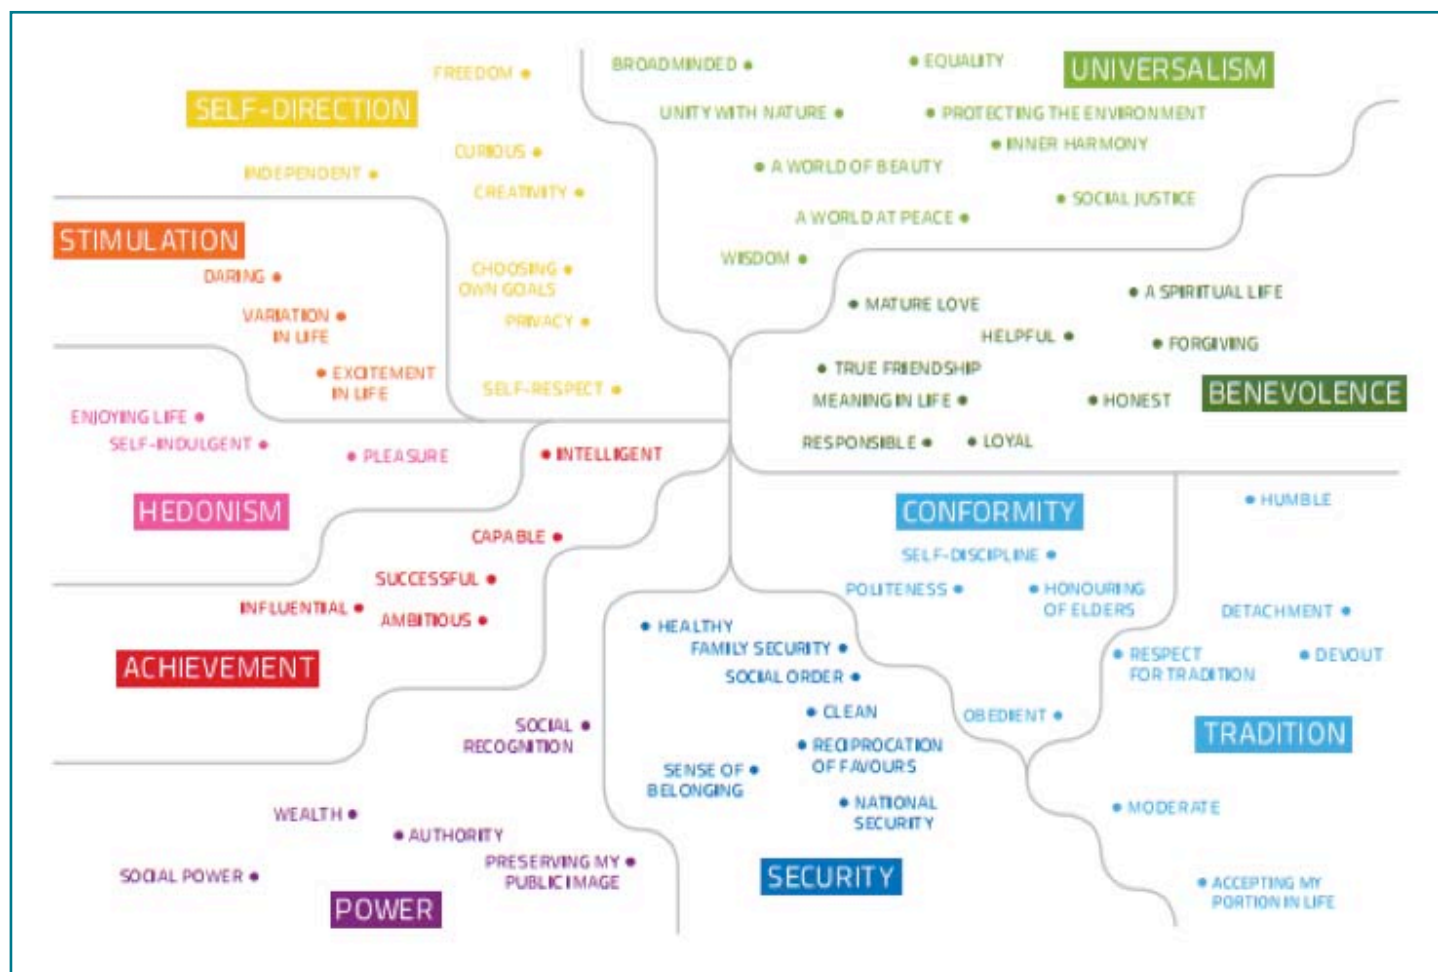 FREEDOM
SELF-DIRECTION
CURIOUS
INDEPENDENT
CREATIVITY
CHOOSING
OWN GOALS
PRIVACY
SELF-RESPECT
BROADMINDED
EQUALITY
UNIVERSALISM
UNITY WITH NATURE
PROTECTING THE ENVIRONMENT
INNER HARMONY
A WORLD OF BEAUTY
SOCIAL JUSTICE
A WORLD AT PEACE
WISDOM
STIMULATION
DARING
VARIATION
IN LIFE
EXCITEMENT
IN LIFE
A SPIRITUAL LIFE
MATURE LOVE
HELPFUL
FORGIVING
TRUE FRIENDSHIP
MEANING IN LIFE
HONEST
BENEVOLENCE
RESPONSIBLE
LOYAL
ENJOYING LIFE
SELF-INDULGENT
PLEASURE
HEDONISM
INTELLIGENT
CAPABLE
SUCCESSFUL
INFLUENTIAL
AMBITIOUS
ACHIEVEMENT
CONFORMITY
SELF-DISCIPLINE
POLITENESS
HONOURING
OF ELDERS
OBEDIENT
HUMBLE
DETACHMENT
RESPECT
FOR TRADITION
DEVOUT
TRADITION
MODERATE
ACCEPTING MY
PORTION IN LIFE
HEALTHY
FAMILY SECURITY
SOCIAL ORDER
CLEAN
RECIPROCATION
OF FAVOURS
SENSE OF
BELONGING
NATIONAL
SECURITY
SECURITY
SOCIAL
RECOGNITION
WEALTH
AUTHORITY
PRESERVING MY
PUBLIC IMAGE
SOCIAL POWER
POWER